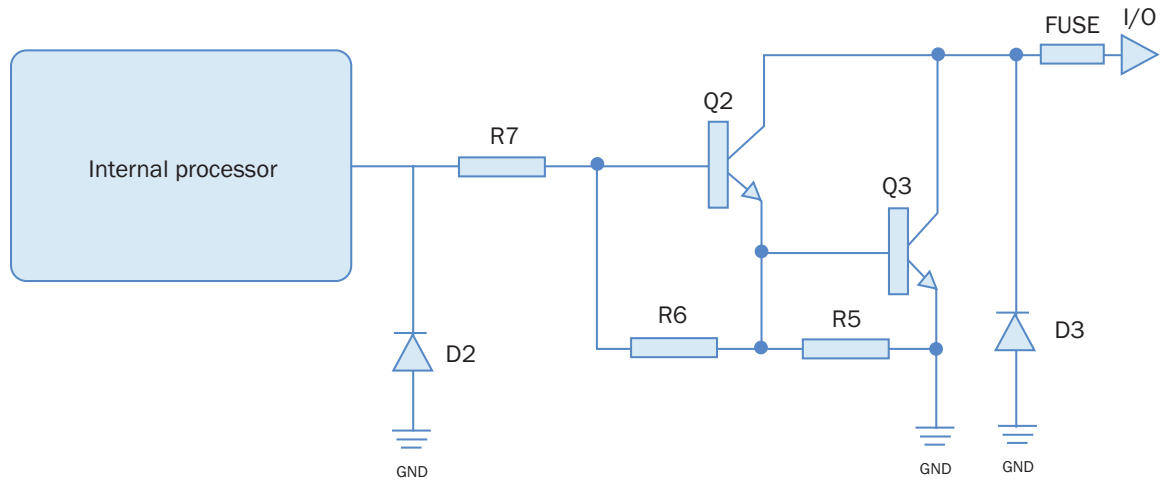 I/O
FUSE
Q2
R7
Internal processor
Q3
R6
R5
D3
D2
GND
GND
GND